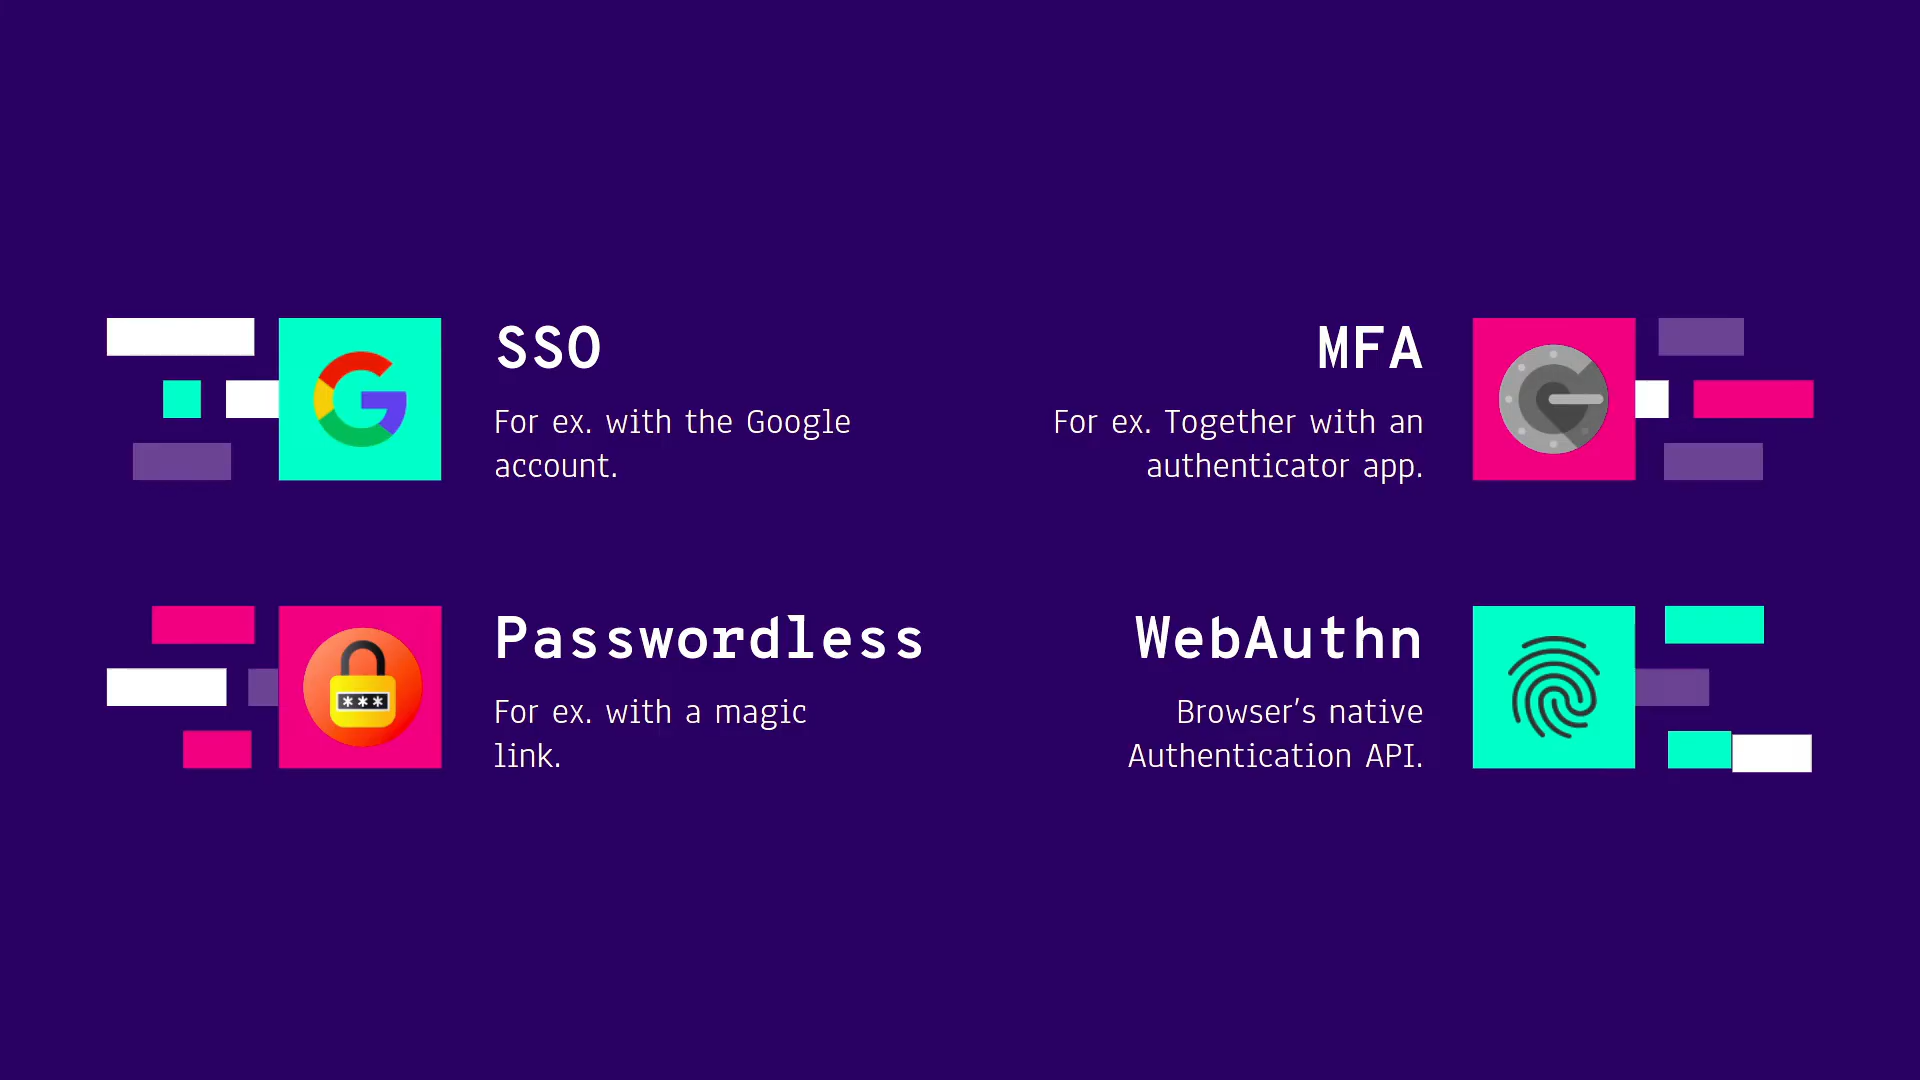 SSO
For ex. with the Google
account.
MFA
For ex. Together with an
authenticator app.
Passwordless
For ex. with a magic
link.
WebAuthn
Browser's native
Authentication API.